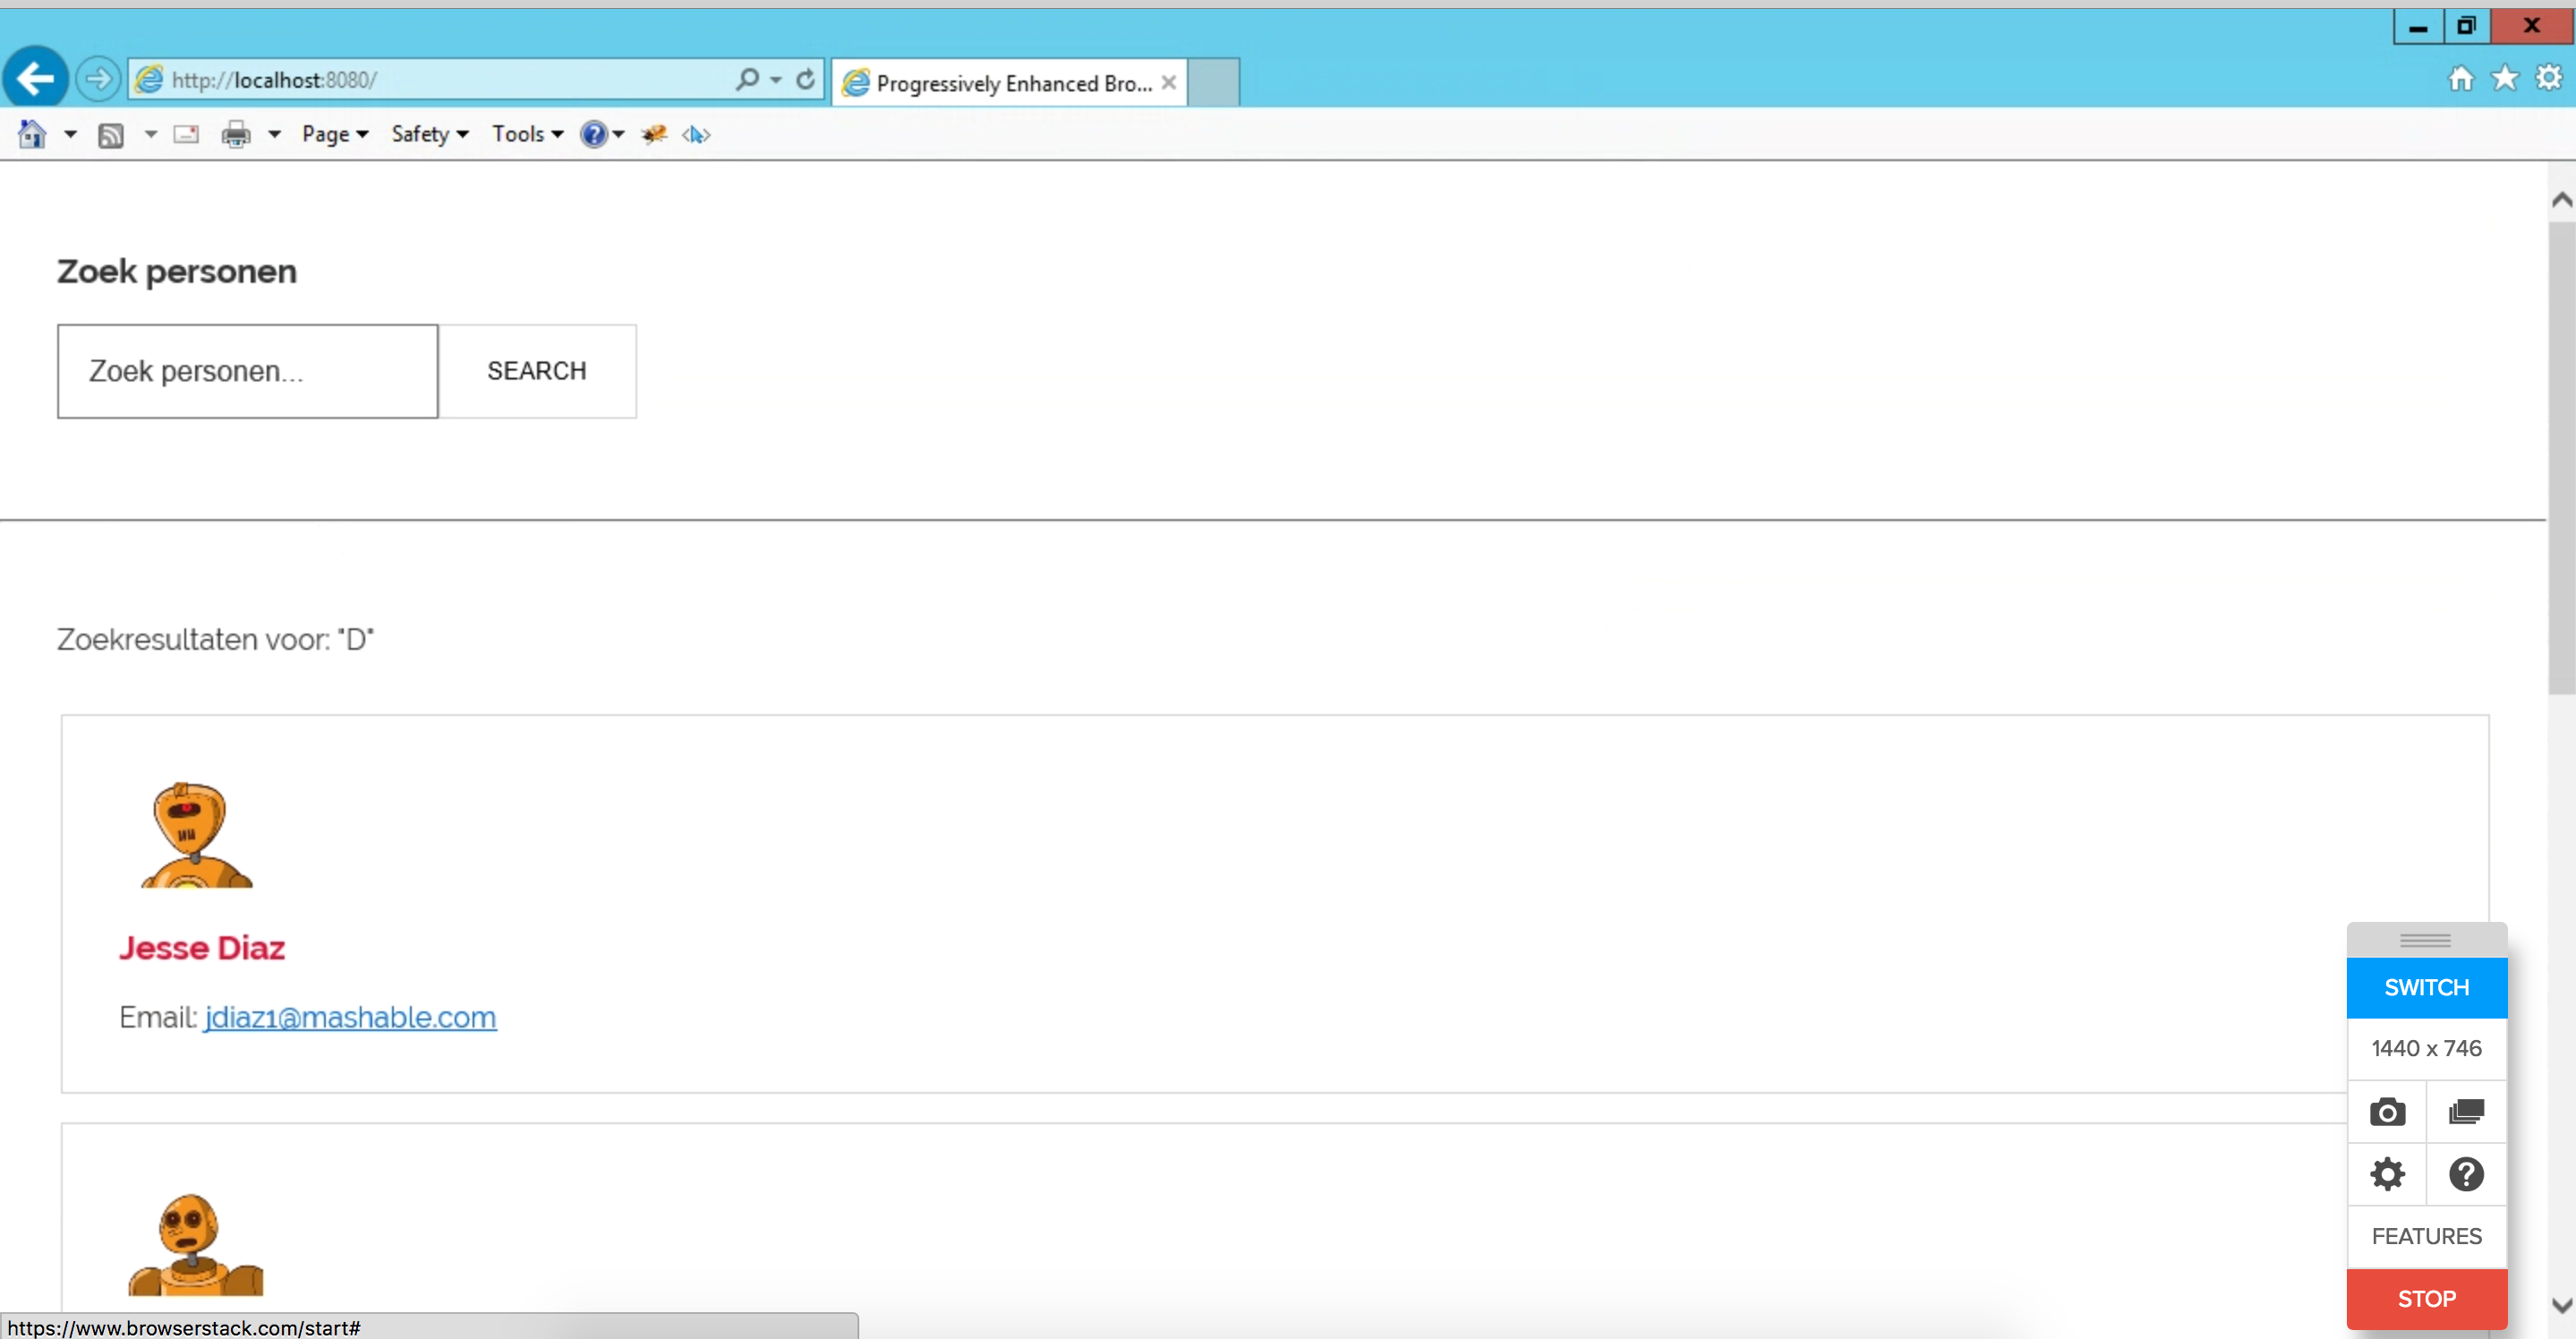 http://localhost:8080/
Progressively Enhanced Bro...
Page
Safety
Tools
Zoek personen
Zoek personen...
SEARCH
Zoekresultaten voor: "D"
Jesse Diaz
Email: jdiaz1@mashable.com
SWITCH
1440 x 746
FEATURES
STOP
https://www.browserstack.com/start#